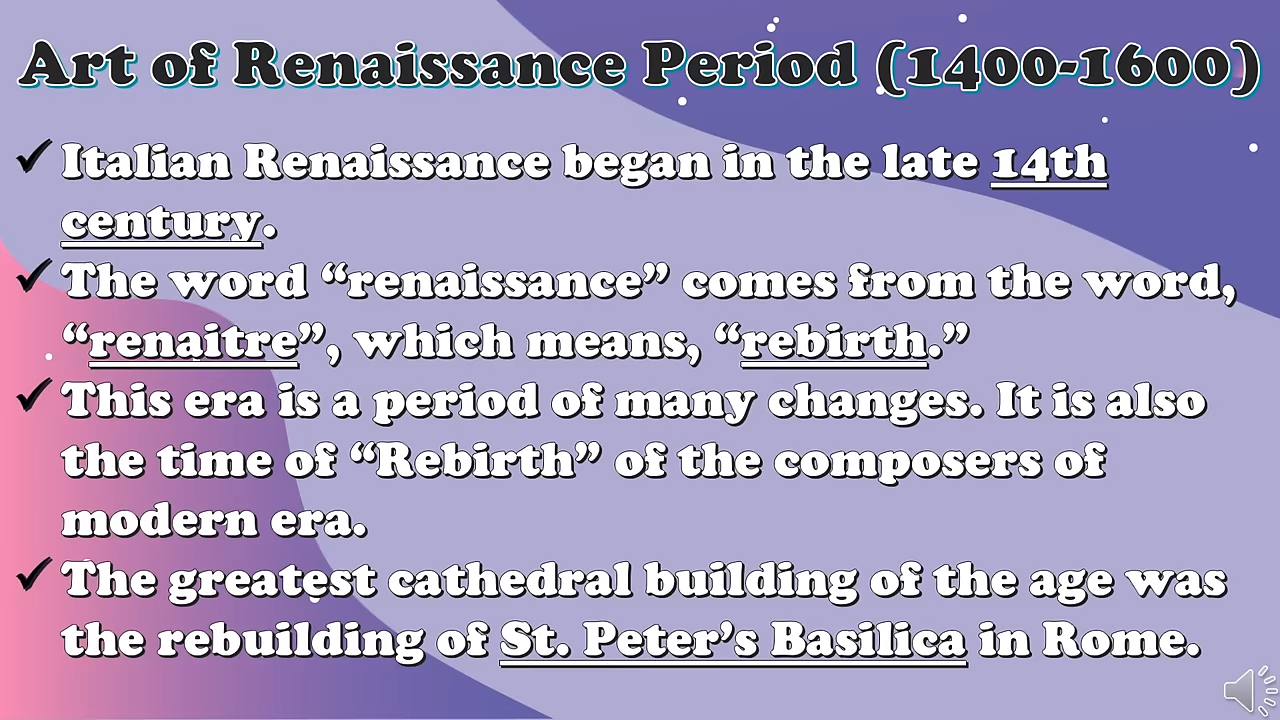 Art of Renaissance Period (1400-1600)
✓ Italian Renaissance began in the late 14th
century.
✓ The word “renaissance” comes from the word,
“renaitre”, which means, “rebirth.”
✓ This era is a period of many changes. It is also
the time of “Rebirth” of the composers of
modern era.
✓ The greatest cathedral building of the age was
the rebuilding of St. Peter’s Basilica in Rome.